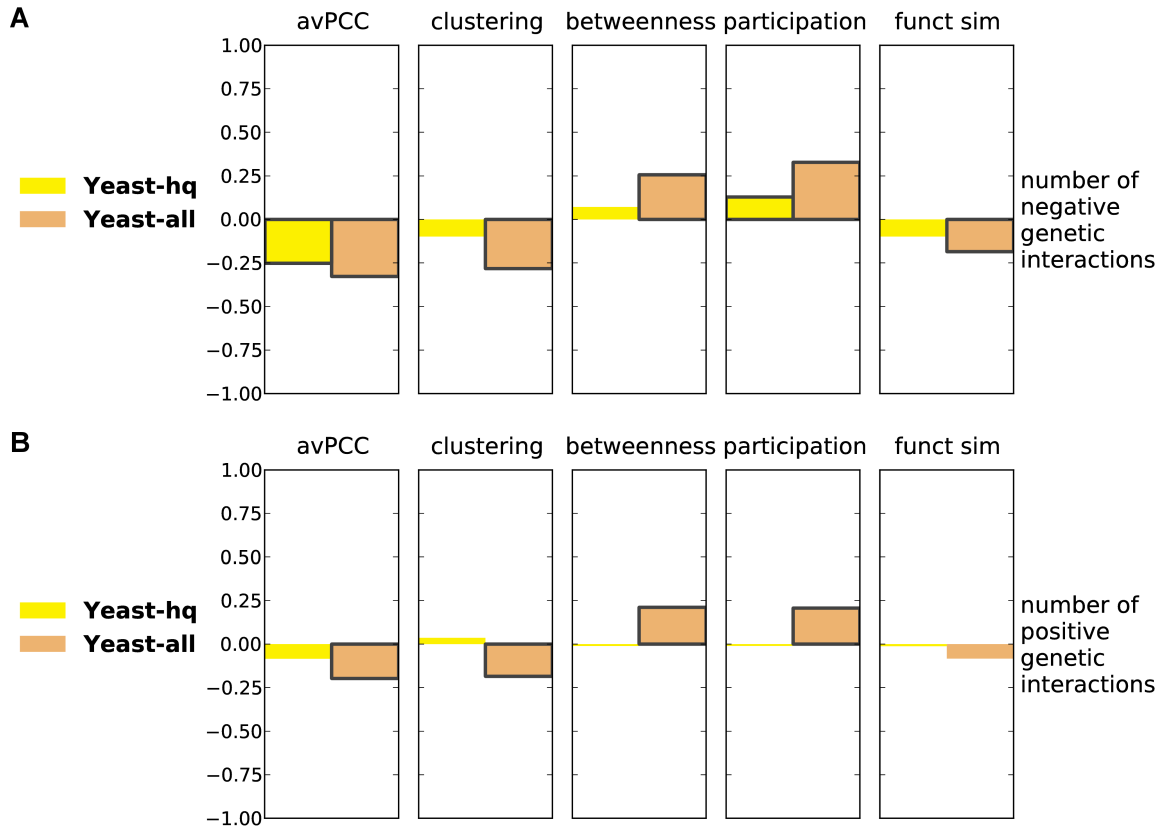 A
avPCC clustering betweenness participation funct sim
1.00
0.75
0.50
0.25
0.00
−0.25
−0.50
−0.75
−1.00
Yeast-hq
Yeast-all
number of
negative
genetic
interactions
B
avPCC clustering betweenness participation funct sim
1.00
0.75
0.50
0.25
0.00
−0.25
−0.50
−0.75
−1.00
Yeast-hq
Yeast-all
number of
positive
genetic
interactions